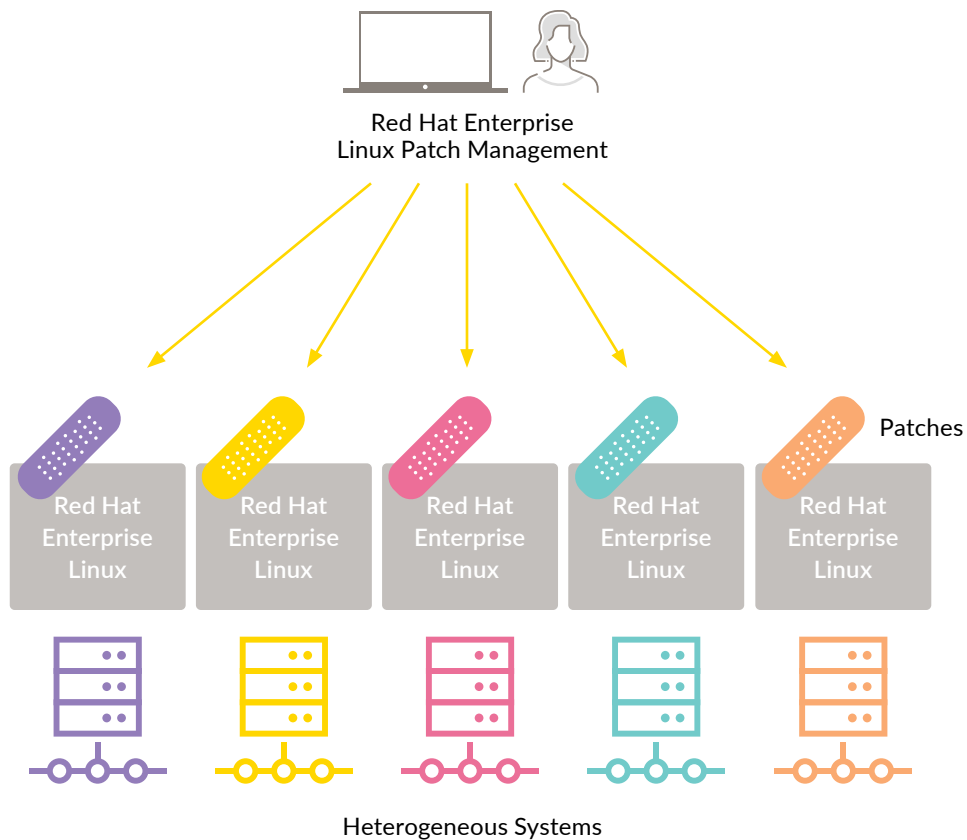 Red Hat Enterprise
Linux Patch Management
Patches
Red Hat
Enterprise
Linux
Red Hat
Enterprise
Linux
Red Hat
Enterprise
Linux
Red Hat
Enterprise
Linux
Red Hat
Enterprise
Linux
Heterogeneous Systems